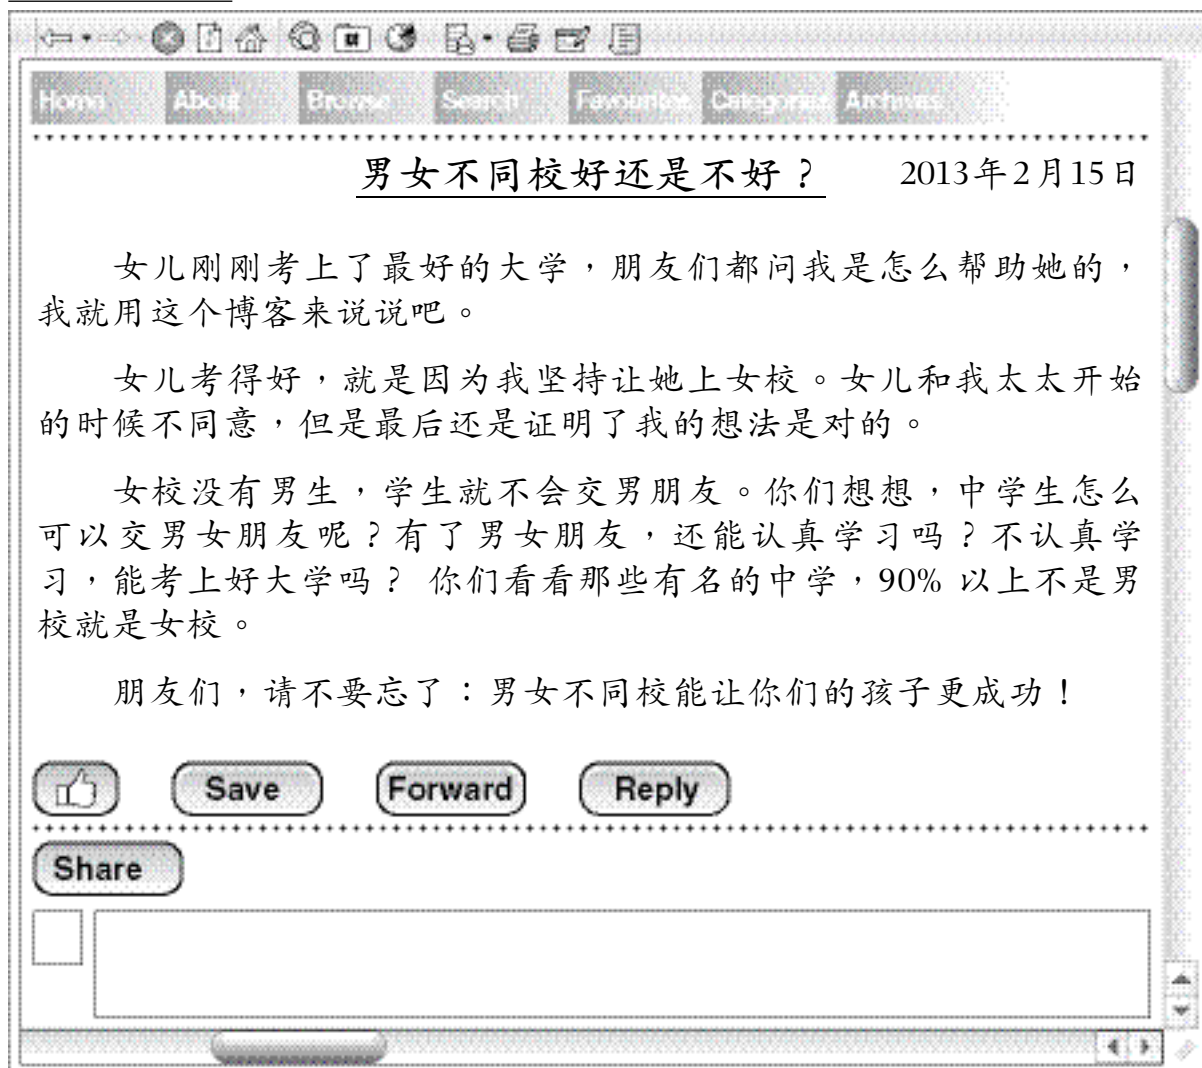 Home About Browse Search Favourites Categories Archives
男女不同校好还是不好？ 2013年2月15日
女儿刚刚考上了最好的大学，朋友们都问我是怎么帮助她的，
我就用这个博客来说说吧。
女儿考得好，就是因为我坚持让她上女校。女儿和我太太开始
的时候不同意，但是最后还是证明了我的想法是对的。
女校没有男生，学生就不会交男朋友。你们想想，中学生怎么
可以交男女朋友呢？有了男女朋友，还能认真学习吗？不认真学
习，能考上好大学吗？ 你们看看那些有名的中学，90% 以上不是男
校就是女校。
朋友们，请不要忘了：男女不同校能让你们的孩子更成功！
Save Forward Reply
Share